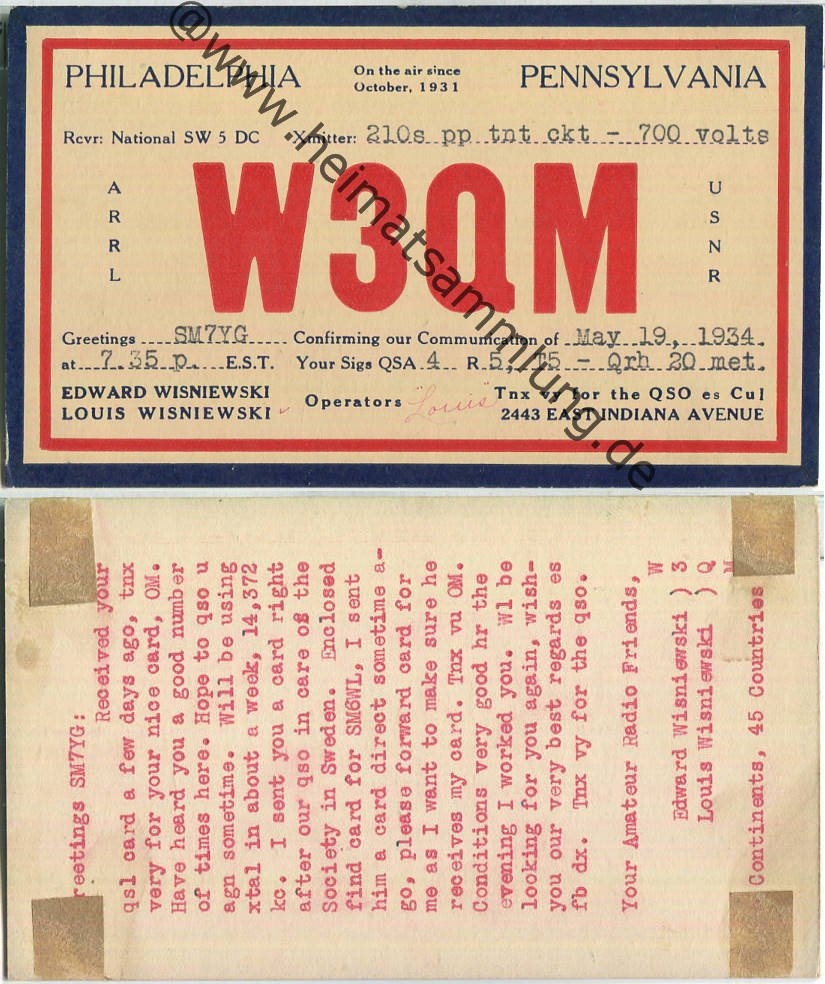 PHILADELPHIA On the air since October, 1931 PENNSYLVANIA
Rcvr: National SW 5 DC Xmitter: 210s pp tnt ckt - 700 volts
A R R L
W3QM
U S N R
Greetings SM7YG Confirming our Communication of May 19, 1934.
at 7.35 p. E.S.T. Your Sigs QSA 4 R 5, T5 - Qrh 20 met.
EDWARD WISNIEWSKI
LOUIS WISNIEWSKI
Operators "Louis"
Tnx vy for the QSO es Cul
2443 EAST INDIANA AVENUE
@www.heimatsammlung.de
reetings SM7YG:
Received your
qsl card a few days ago, tnx
very for your nice card, OM.
Have heard you a good number
of times here. Hope to qso u
agn sometime. Will be using
xtal in about a week, 14,372
kc. I sent you a card right
after our qso in care of the
Society in Sweden. Enclosed
find card for SM6WL, I sent
him a card direct sometime a-
go, please forward card for
me as I want to make sure he
receives my card. Tnx vu OM.
Conditions very good hr the
evening I worked you. Wl be
looking for you again, wish-
you our very best regards es
fb dx. Tnx vy for the qso.
Your Amateur Radio Friends,
W
Edward Wisniewski ) 3
Louis Wisniewski ) Q
M
Continents, 45 Countries